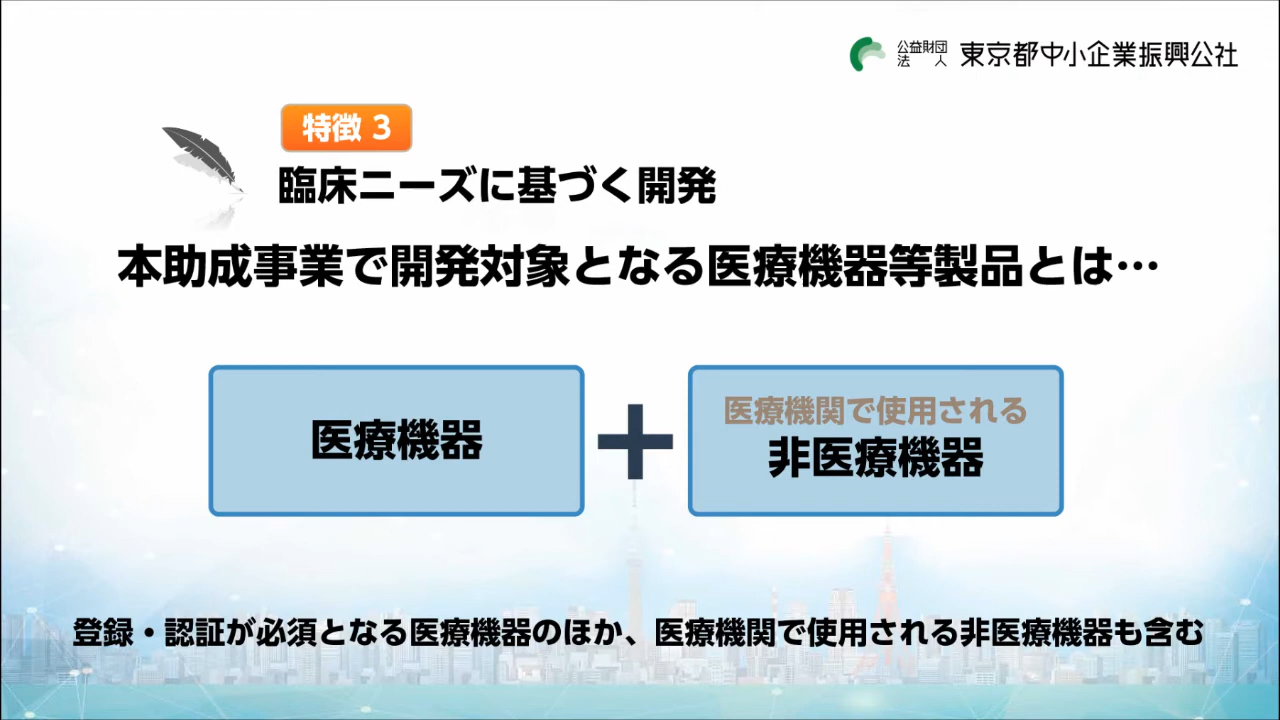 公益財団法人 東京都中小企業振興公社
特徴 3
臨床ニーズに基づく開発
本助成事業で開発対象となる医療機器等製品とは…
医療機器
+
医療機関で使用される
非医療機器
登録・認証が必須となる医療機器のほか、医療機関で使用される非医療機器も含む